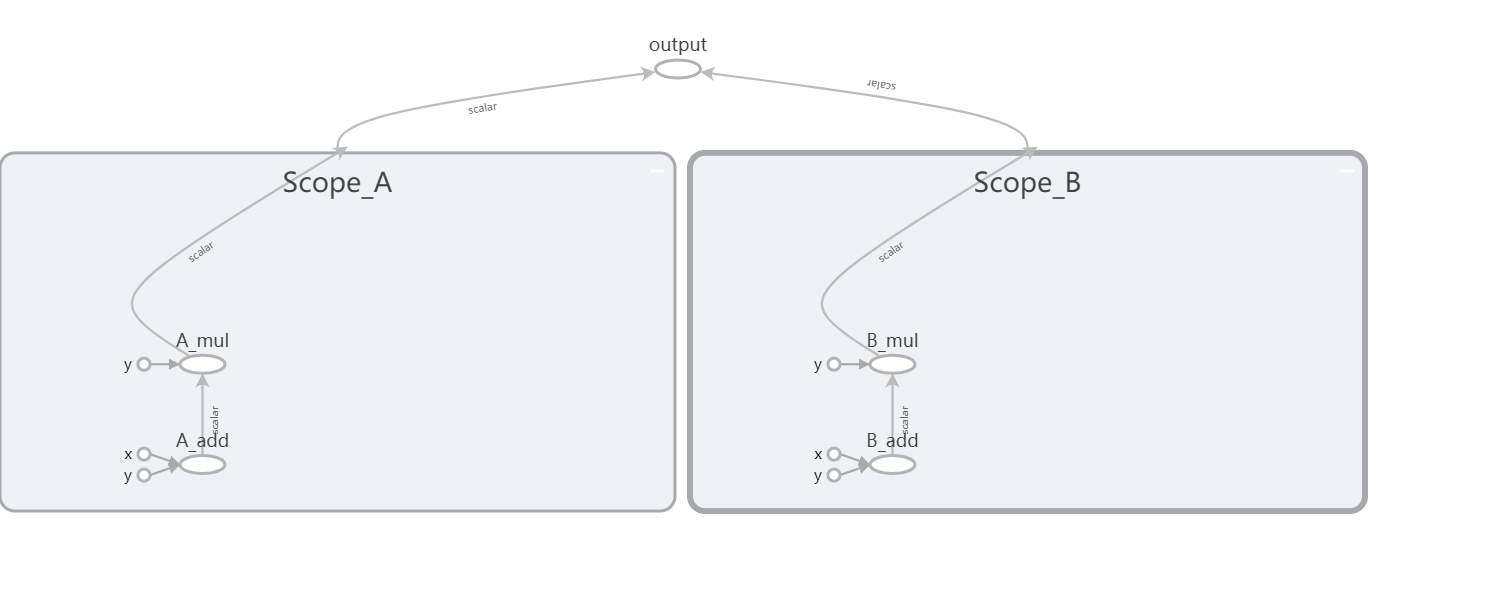 output
scalar
scalar
Scope_A
Scope_B
scalar
scalar
A_mul
y
B_mul
y
scalar
scalar
A_add
x
y
B_add
x
y